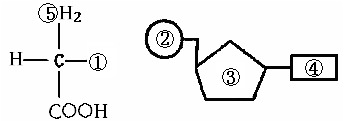 ⑤H₂
H C ①
COOH
② ③ ④